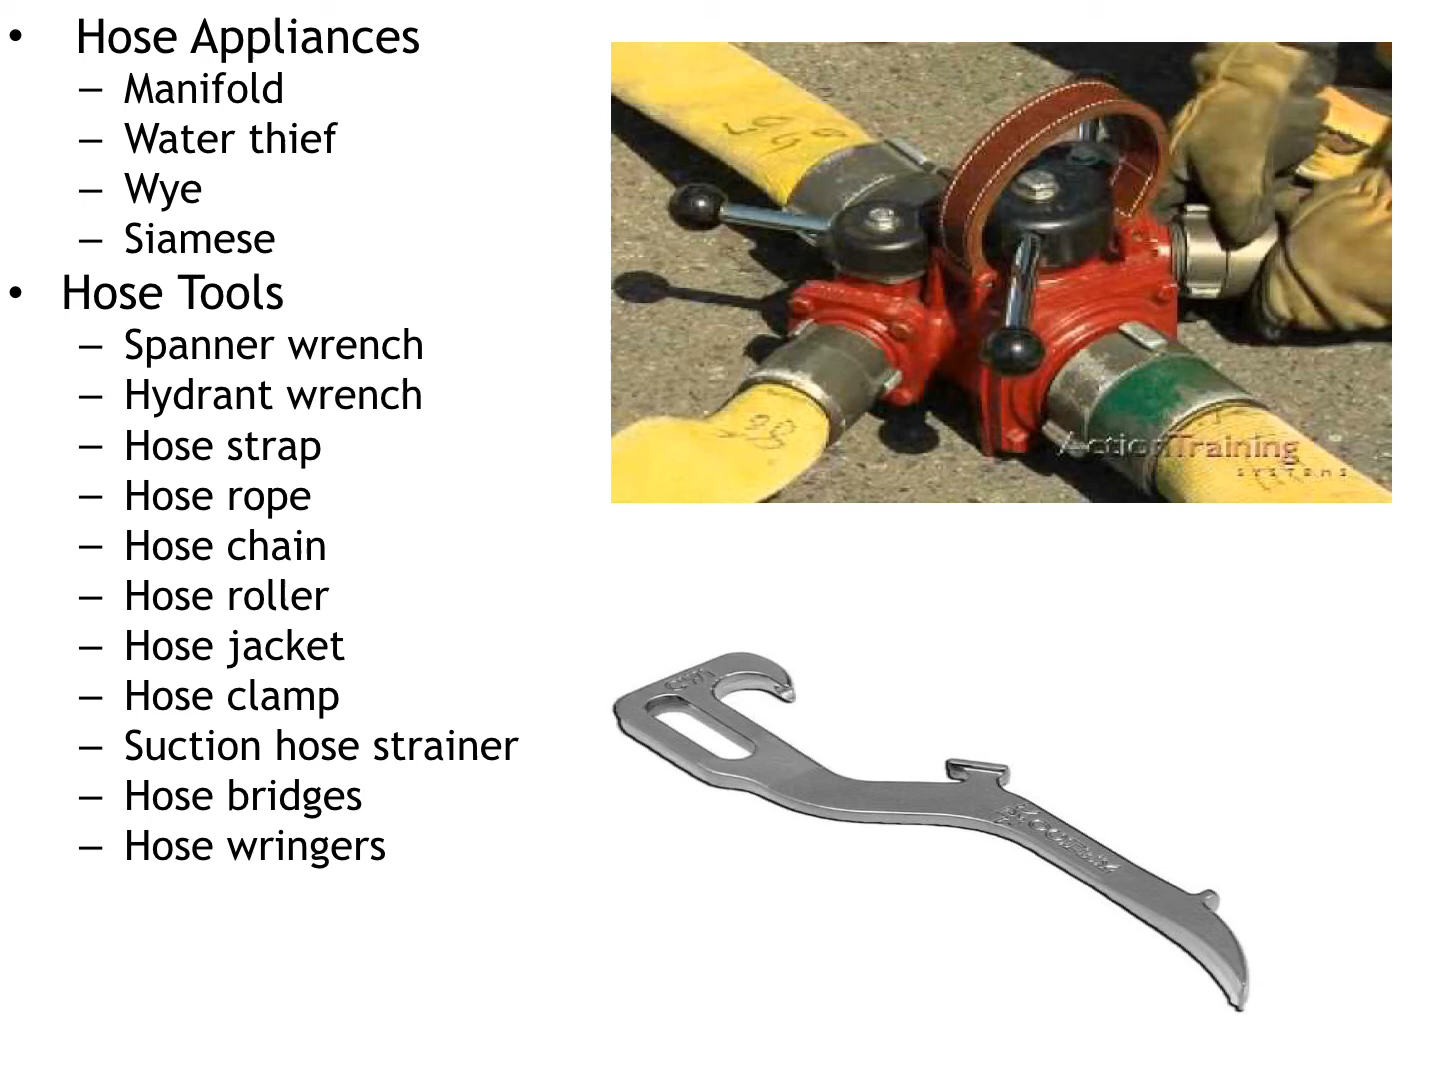 • Hose Appliances
– Manifold
– Water thief
– Wye
– Siamese
• Hose Tools
– Spanner wrench
– Hydrant wrench
– Hose strap
– Hose rope
– Hose chain
– Hose roller
– Hose jacket
– Hose clamp
– Suction hose strainer
– Hose bridges
– Hose wringers
ActionTraining
SYSTEMS